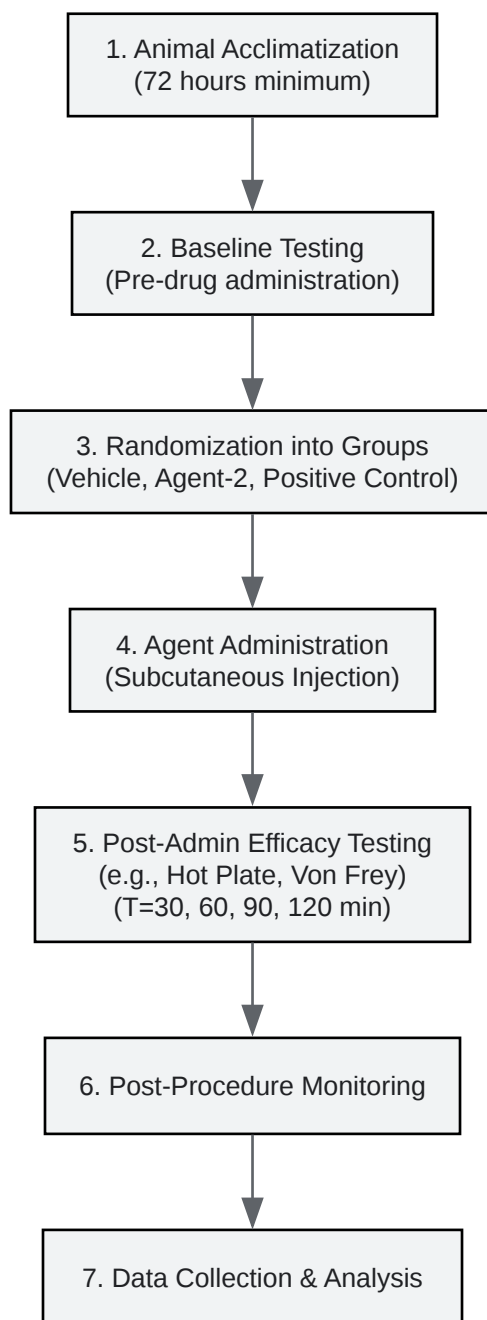 1. Animal Acclimatization
(72 hours minimum)
2. Baseline Testing
(Pre-drug administration)
3. Randomization into Groups
(Vehicle, Agent-2, Positive Control)
4. Agent Administration
(Subcutaneous Injection)
5. Post-Admin Efficacy Testing
(e.g., Hot Plate, Von Frey)
(T=30, 60, 90, 120 min)
6. Post-Procedure Monitoring
7. Data Collection & Analysis